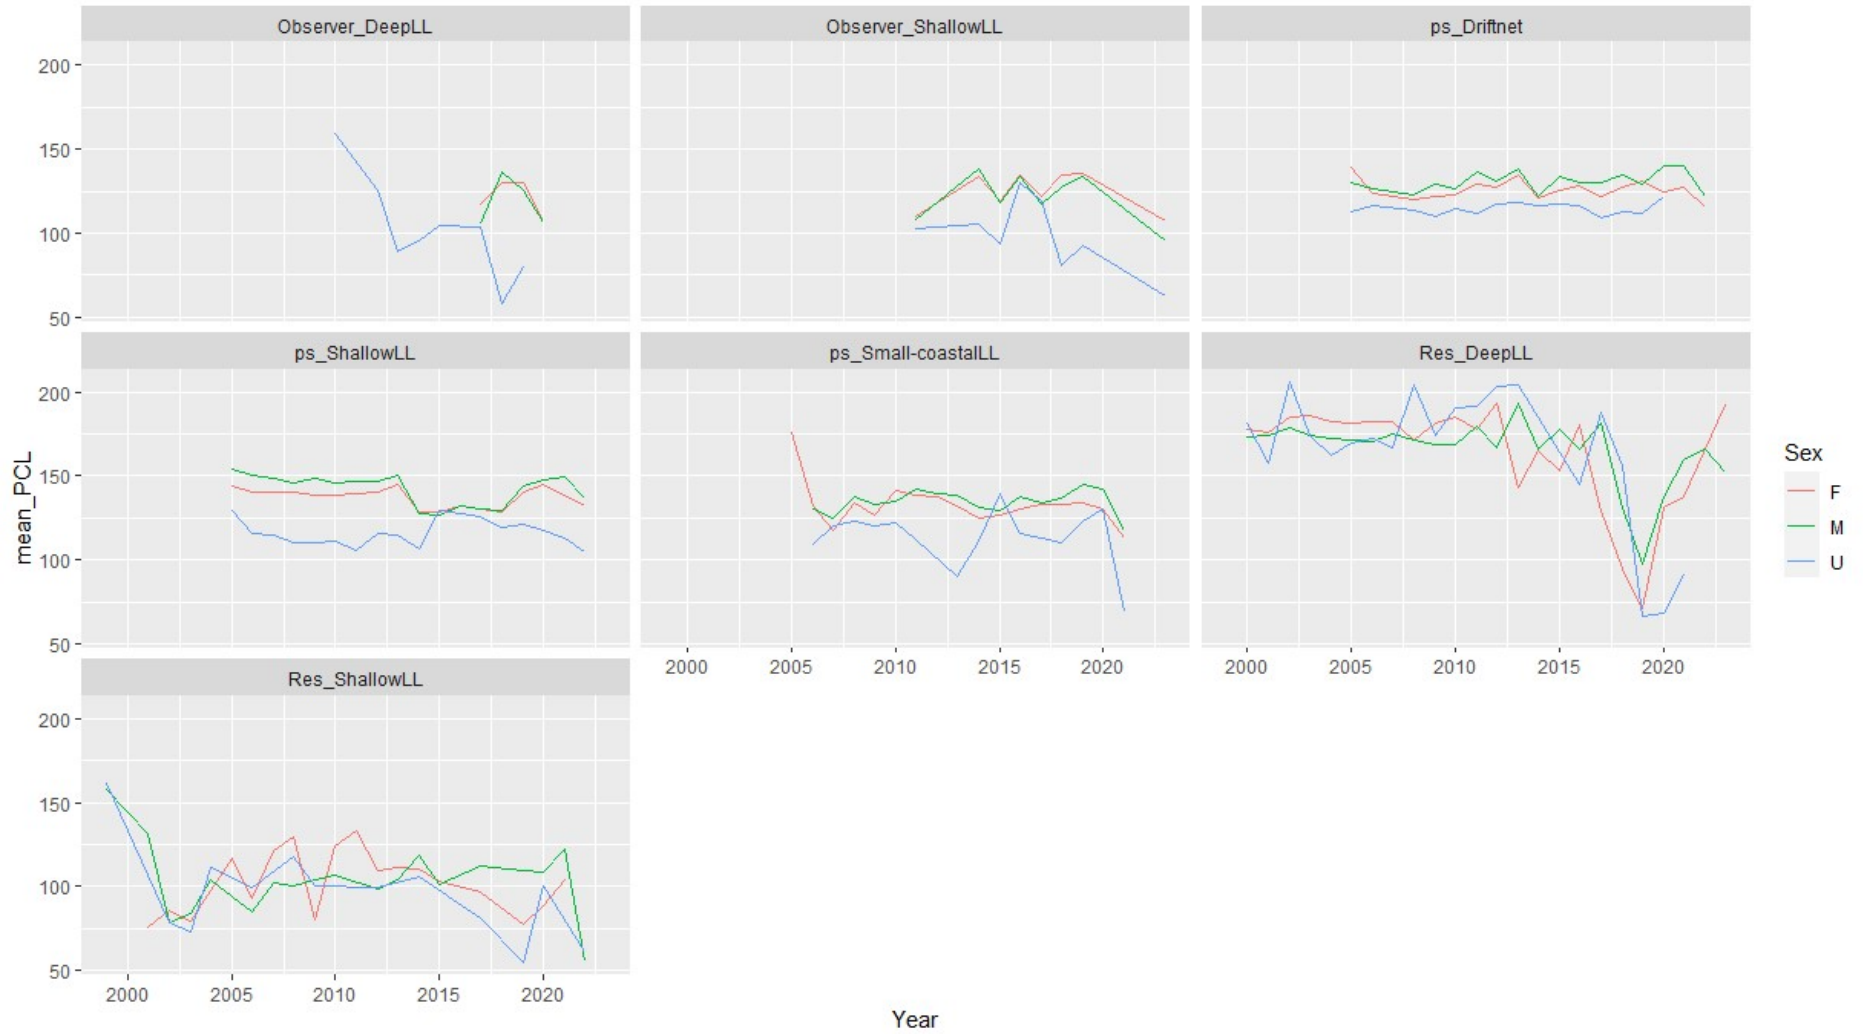 Observer_DeepLL
Observer_ShallowLL
ps_Driftnet
200
150
100
50
ps_ShallowLL
ps_Small-coastalLL
Res_DeepLL
200
150
100
50
2000 2005 2010 2015 2020
2000 2005 2010 2015 2020
Res_ShallowLL
200
150
100
50
2000 2005 2010 2015 2020
mean_PCL
Year
Sex
F
M
U